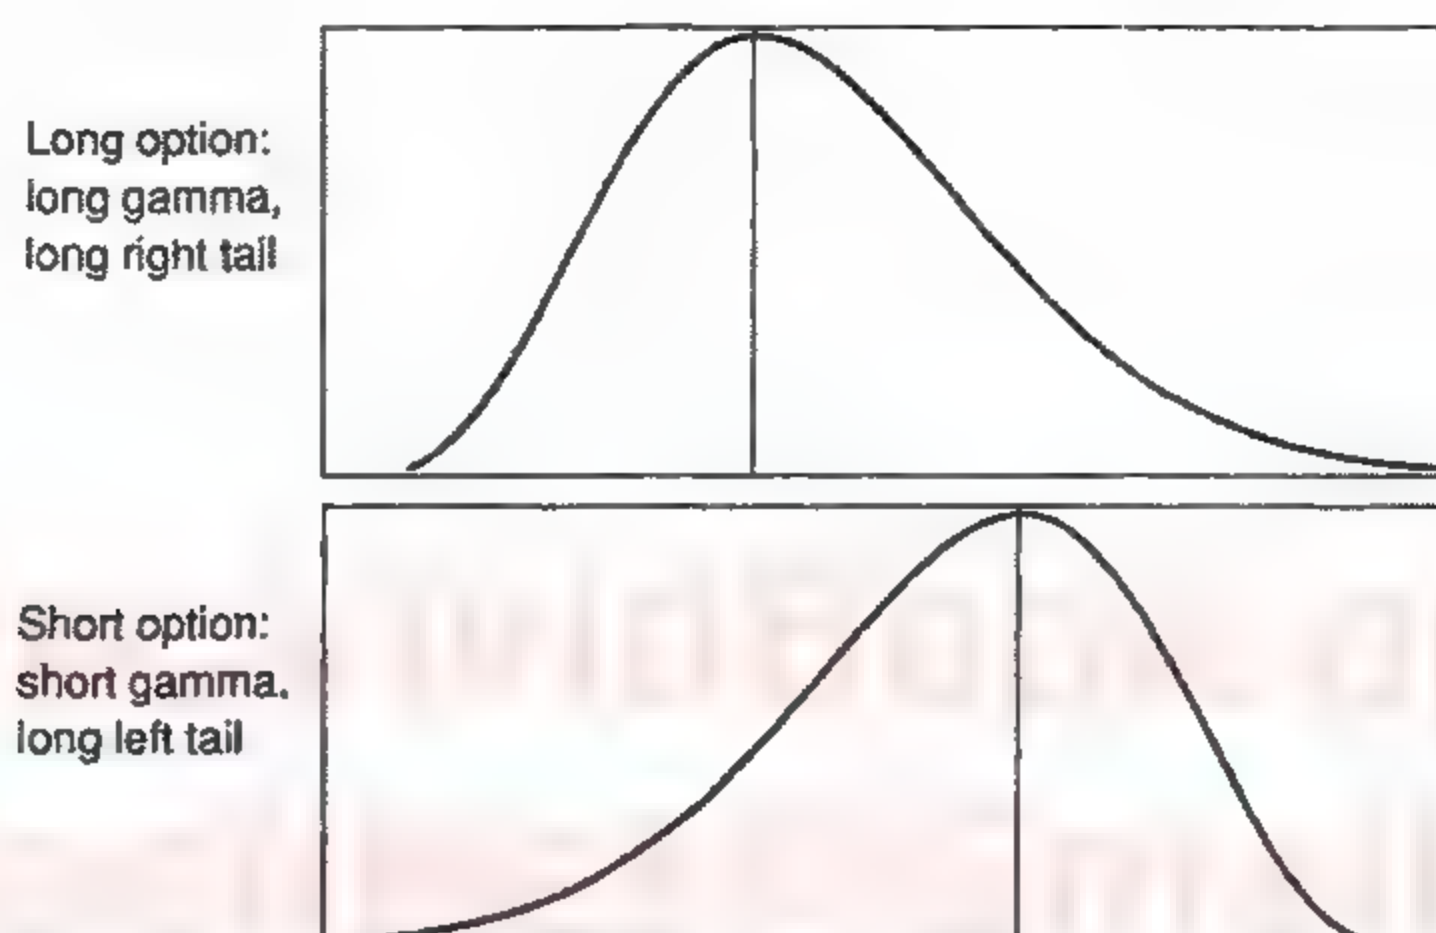 Long option:
long gamma,
long right tail
Short option:
short gamma.
long left tail